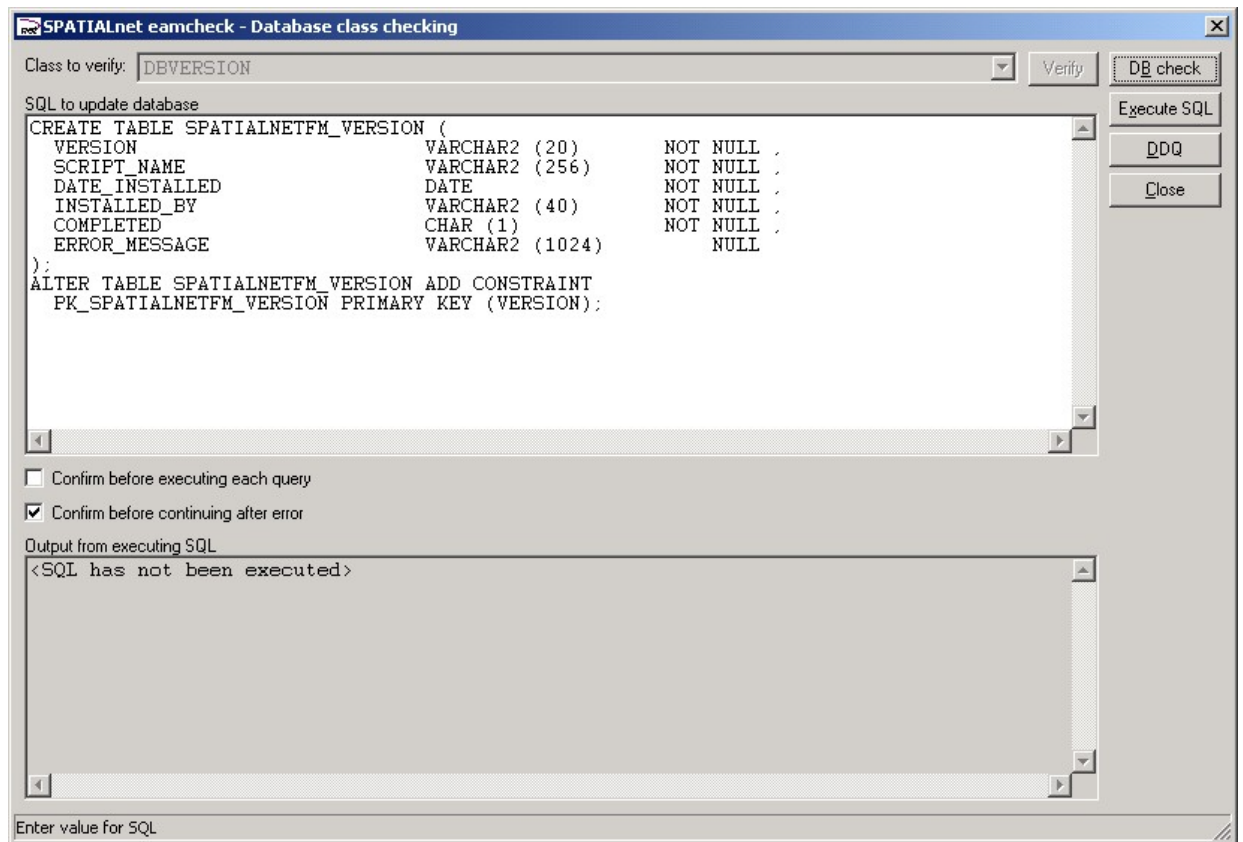 SPATIALnet eamcheck - Database class checking
Class to verify: DBVERSION Verify DB check
SQL to update database
Execute SQL
DDQ
Close
CREATE TABLE SPATIALNETFM_VERSION (
VERSION VARCHAR2 (20) NOT NULL ,
SCRIPT_NAME VARCHAR2 (256) NOT NULL ,
DATE_INSTALLED DATE NOT NULL ,
INSTALLED_BY VARCHAR2 (40) NOT NULL ,
COMPLETED CHAR (1) NOT NULL ,
ERROR_MESSAGE VARCHAR2 (1024) NULL
);
ALTER TABLE SPATIALNETFM_VERSION ADD CONSTRAINT
PK_SPATIALNETFM_VERSION PRIMARY KEY (VERSION);
Confirm before executing each query
Confirm before continuing after error
Output from executing SQL
<SQL has not been executed>
Enter value for SQL